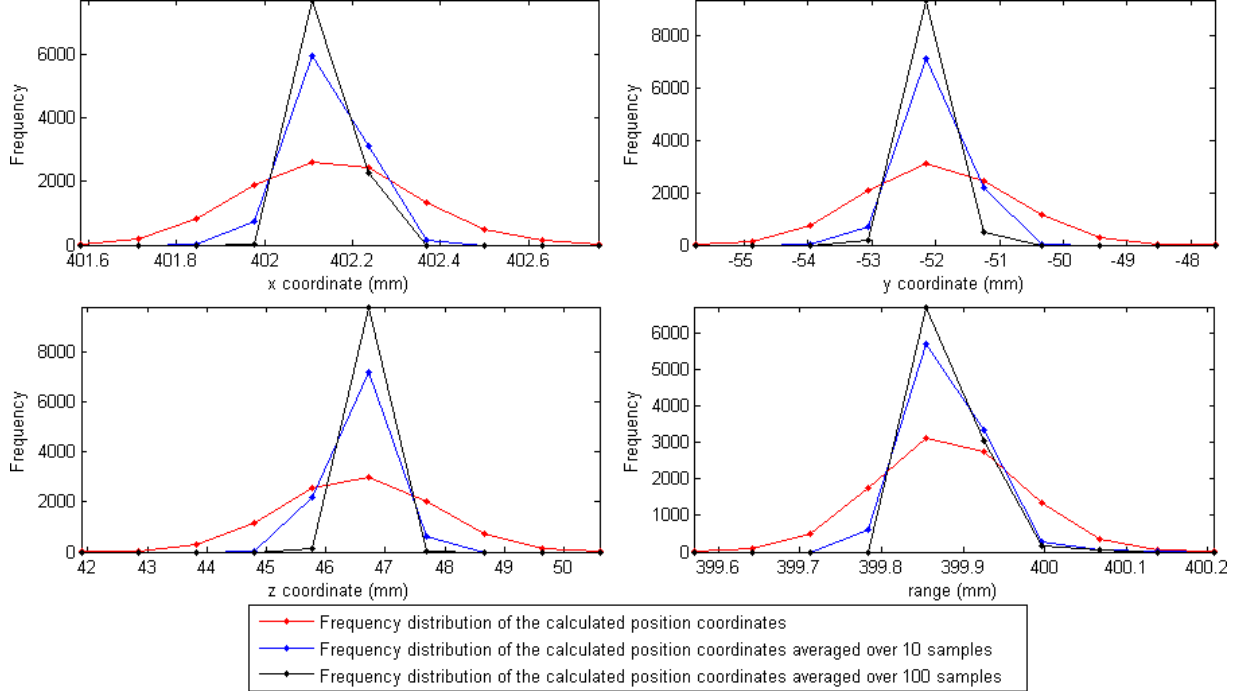 6000
4000
2000
0
Frequency
401.6 401.8 402 402.2 402.4 402.6
x coordinate (mm)
8000
6000
4000
2000
0
Frequency
-55 -54 -53 -52 -51 -50 -49 -48
y coordinate (mm)
8000
6000
4000
2000
0
Frequency
42 43 44 45 46 47 48 49 50
z coordinate (mm)
6000
5000
4000
3000
2000
1000
0
Frequency
399.6 399.7 399.8 399.9 400 400.1 400.2
range (mm)
Frequency distribution of the calculated position coordinates
Frequency distribution of the calculated position coordinates averaged over 10 samples
Frequency distribution of the calculated position coordinates averaged over 100 samples